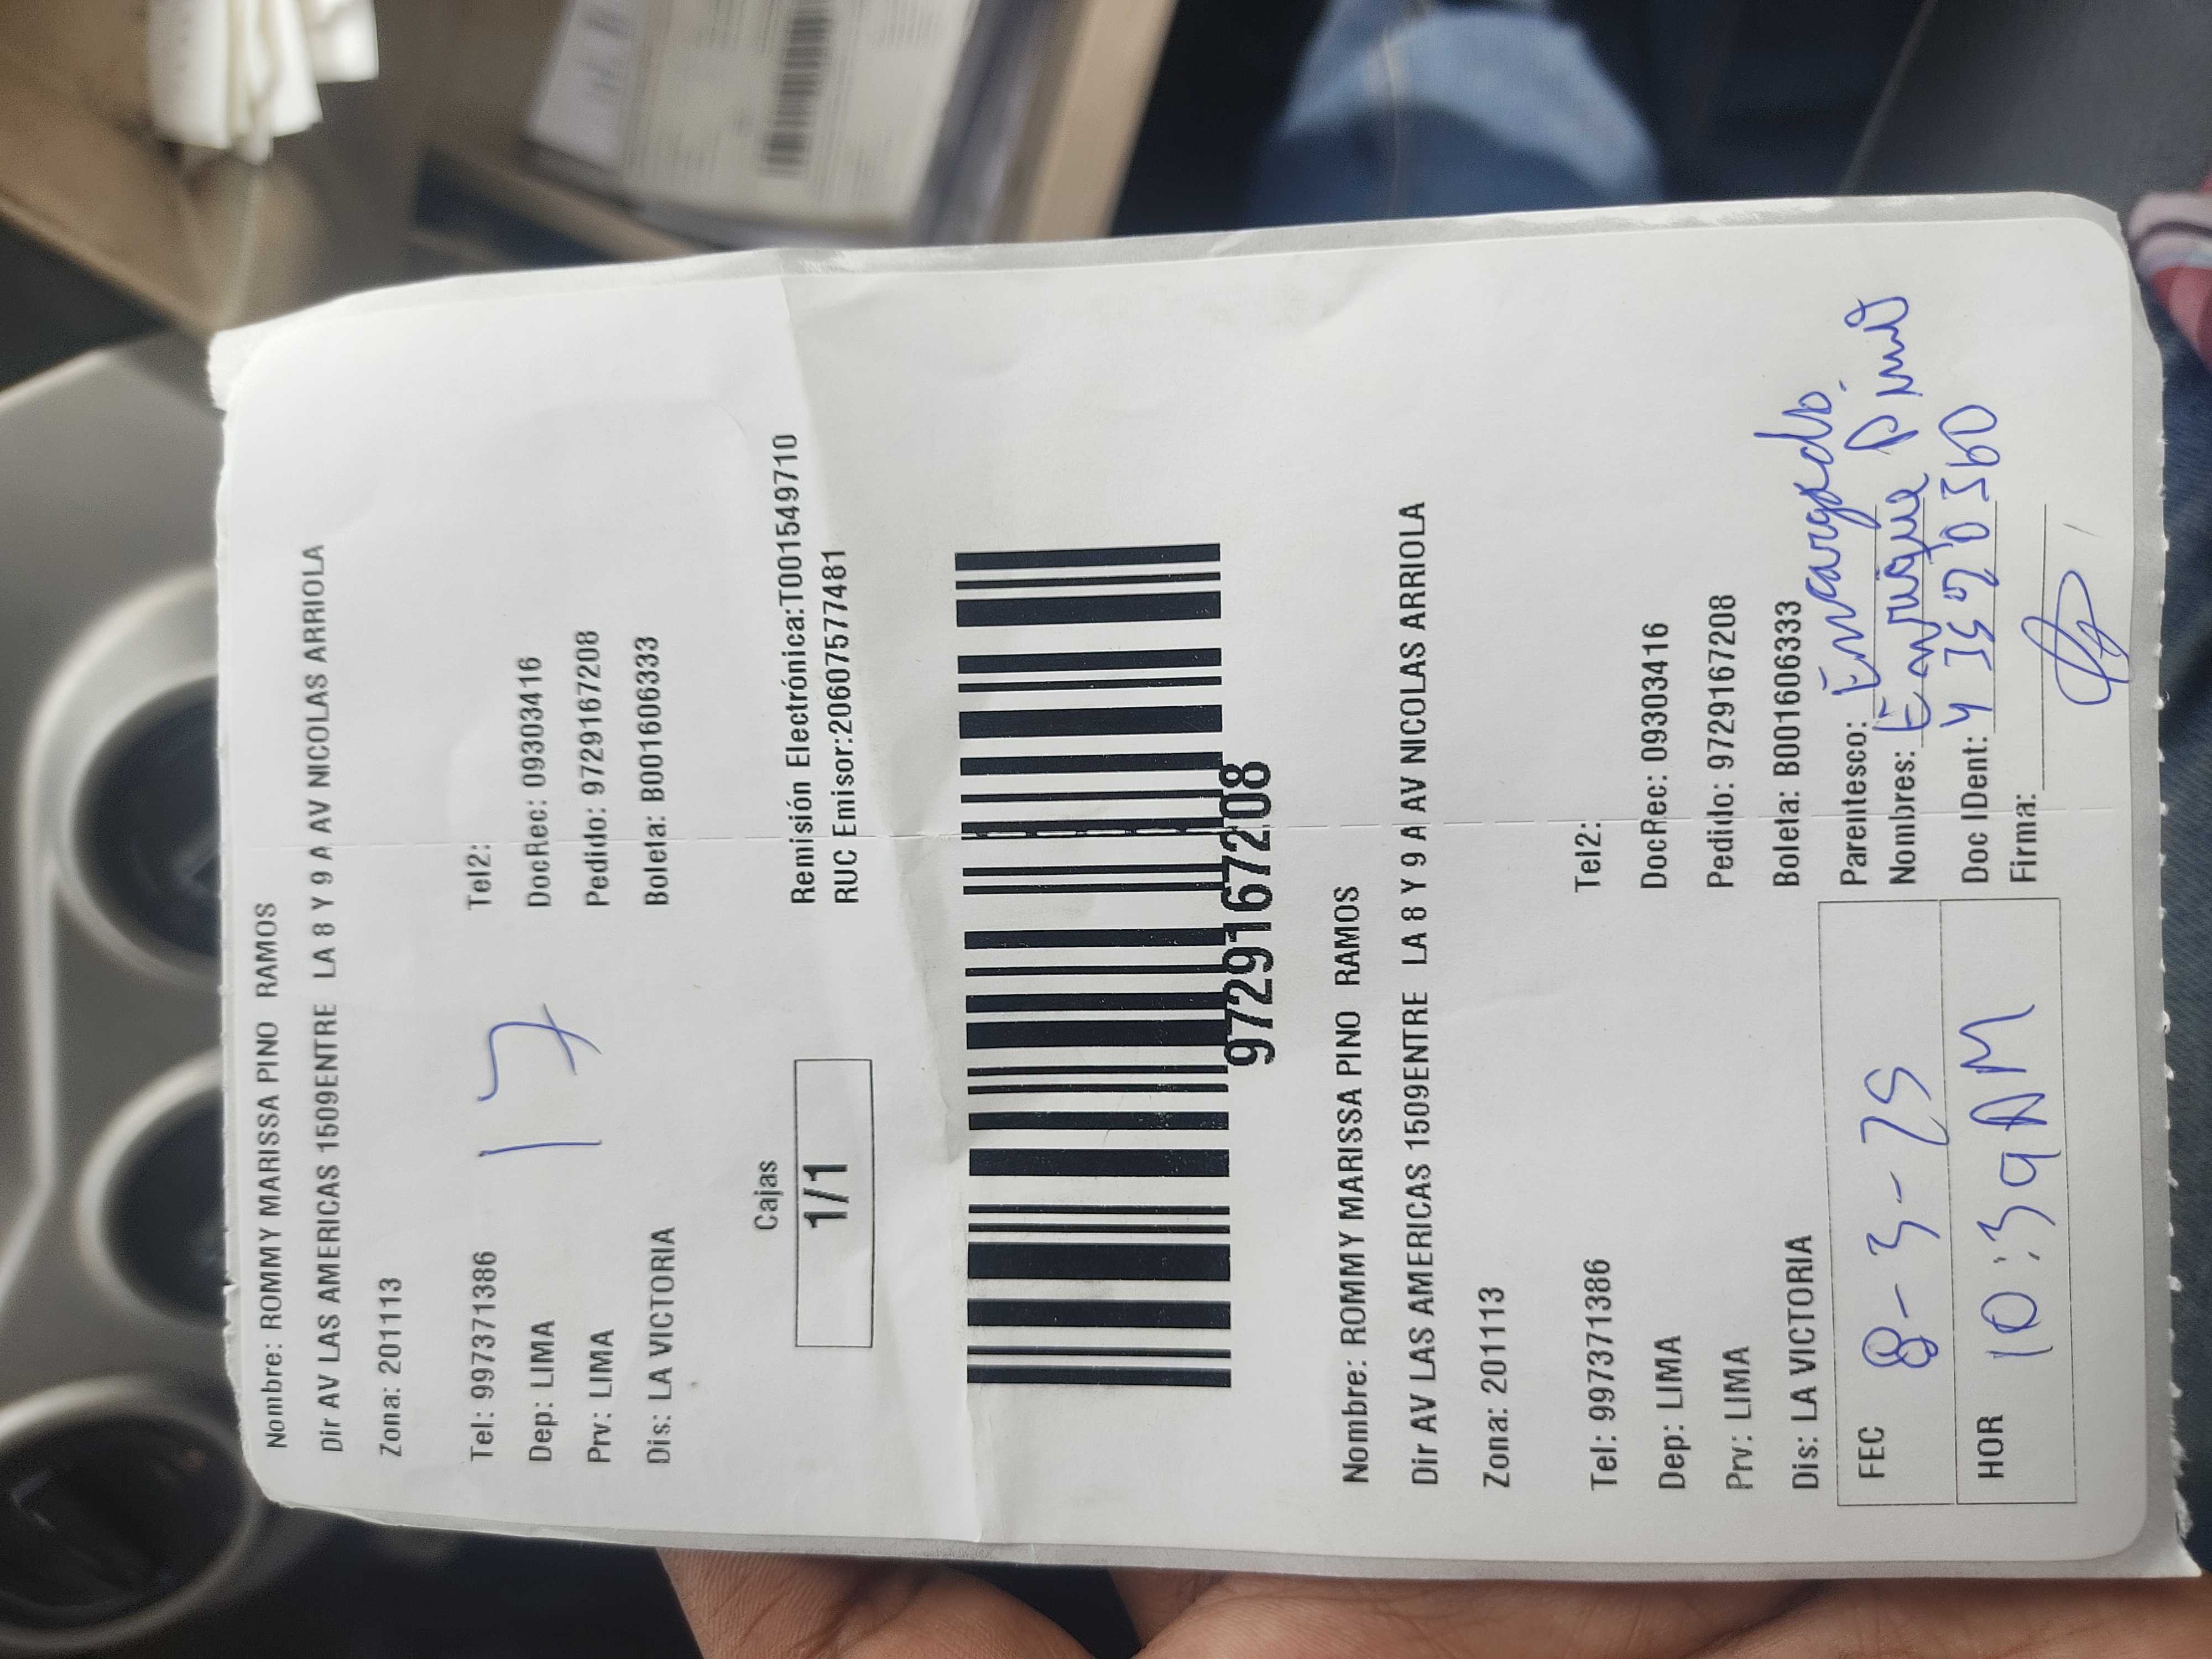 Nombre: ROMMY MARISSA PINO RAMOS
Dir AV LAS AMERICAS 1509ENTRE LA 8 Y 9 A AV NICOLAS ARRIOLA
Zona: 201113
Tel: 997371386 Tel2:
17
Dep: LIMA DocRec: 09303416
Prv: LIMA Pedido: 9729167208
Dis: LA VICTORIA Boleta: B001606333
Cajas
1/1
Remisión Electrónica:T001549710
RUC Emisor:20607577481
9729167208
Nombre: ROMMY MARISSA PINO RAMOS
Dir AV LAS AMERICAS 1509ENTRE LA 8 Y 9 A AV NICOLAS ARRIOLA
Zona: 201113
Tel: 997371386 Tel2:
Dep: LIMA DocRec: 09303416
Prv: LIMA Pedido: 9729167208
Dis: LA VICTORIA Boleta: B001606333
FEC 8-3-25 Parentesco: Encargado.
Nombres: Enrique
HOR 10:39AM Doc IDent:
Firma: